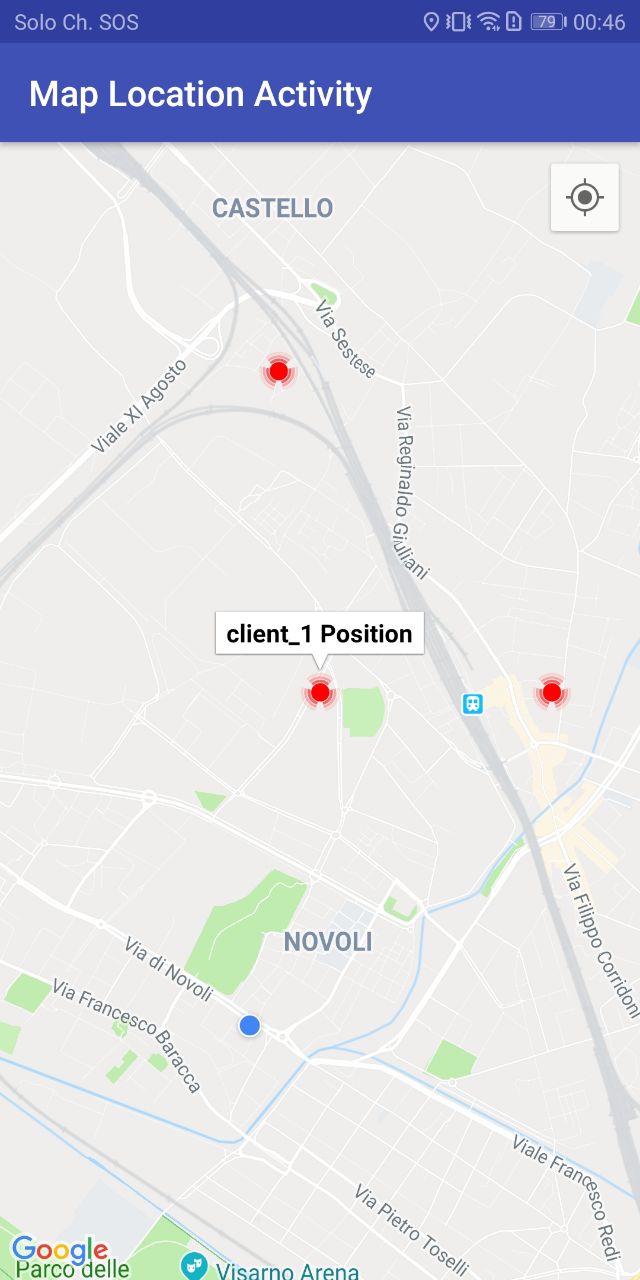 Solo Ch. SOS
79
00:46
Map Location Activity
CASTELLO
Via Sestese
Viale XI Agosto
Via Reginaldo Giuliani
client_1 Position
Via Filippo Corridoni
NOVOLI
Via di Novoli
Via Francesco Baracca
Viale Francesco Redi
Via Pietro Toselli
Google
Parco delle
Visarno Arena